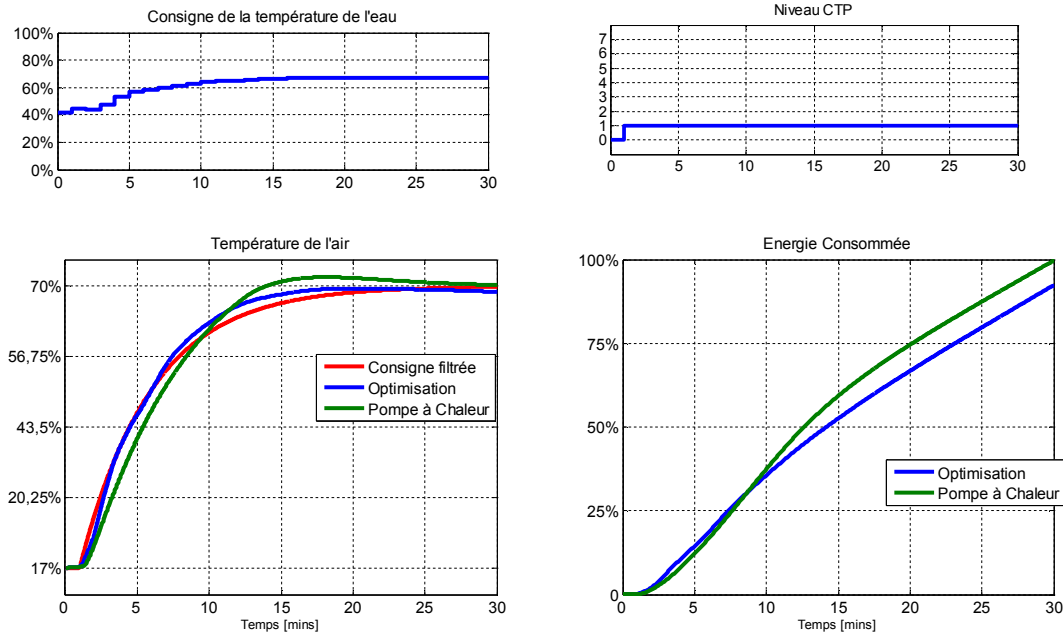 Consigne de la température de l'eau
100%
80%
60%
40%
20%
0%
0 5 10 15 20 25 30
Niveau CTP
7
6
5
4
3
2
1
0
0 5 10 15 20 25 30
Température de l'air
70%
56,75%
43,5%
20,25%
17%
Consigne filtrée
Optimisation
Pompe à Chaleur
0 5 10 15 20 25 30
Temps [mins]
Energie Consommée
100%
75%
50%
25%
0
Optimisation
Pompe à Chaleur
0 5 10 15 20 25 30
Temps [mins]